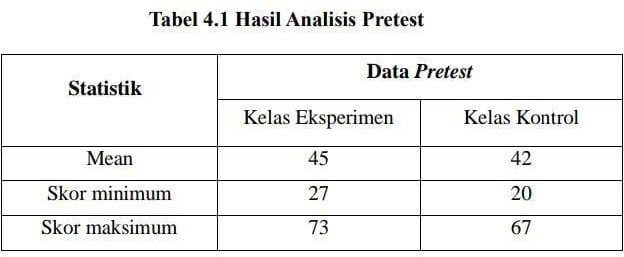 Tabel 4.1 Hasil Analisis Pretest
Statistik
Data Pretest
Kelas Eksperimen Kelas Kontrol
Mean 45 42
Skor minimum 27 20
Skor maksimum 73 67